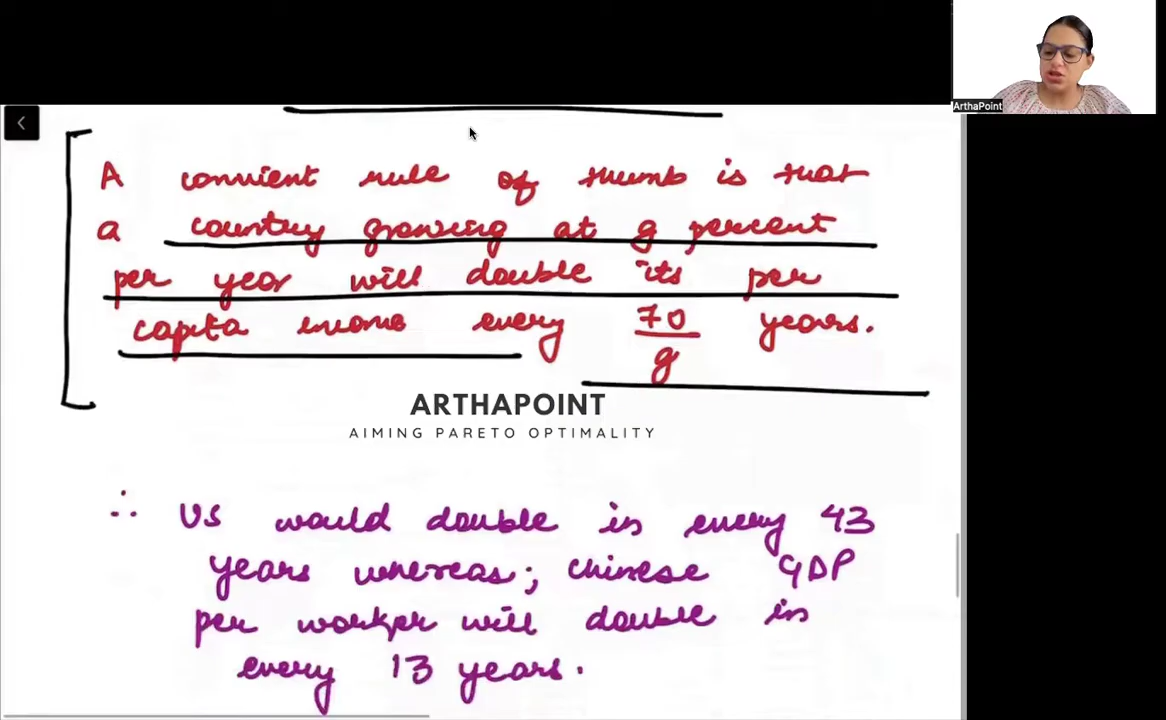 ArthaPoint
A convient rule of thumb is that
a country growing at g percent
per year will double its per
capita income every 70/g years.
ARTHAPOINT
AIMING PARETO OPTIMALITY
∴ US would double in every 43
years whereas; chinese GDP
per worker will double in
every 13 years.